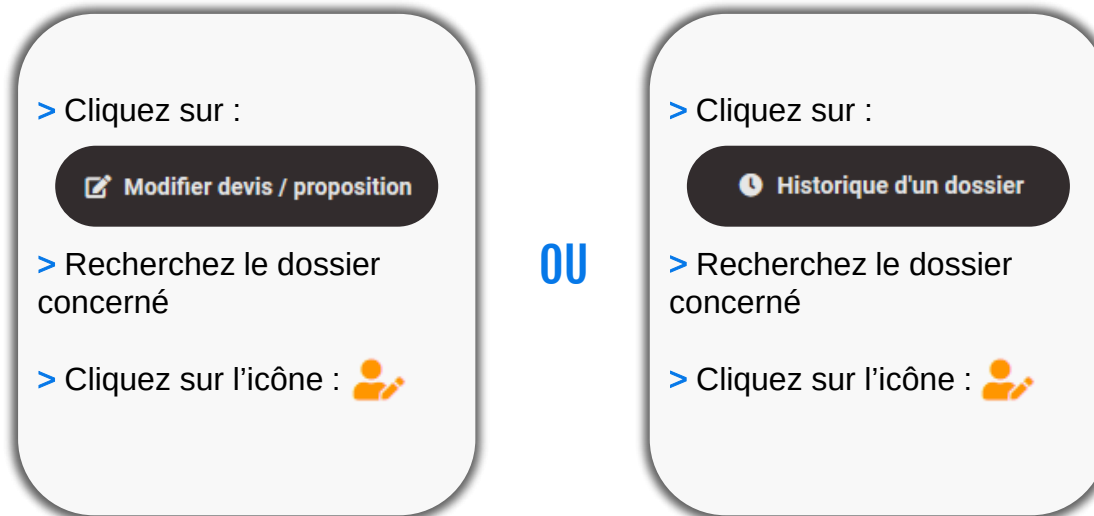 > Cliquez sur :
Modifier devis / proposition
> Recherchez le dossier
concerné
> Cliquez sur l’icône :
OU
> Cliquez sur :
Historique d'un dossier
> Recherchez le dossier
concerné
> Cliquez sur l’icône :